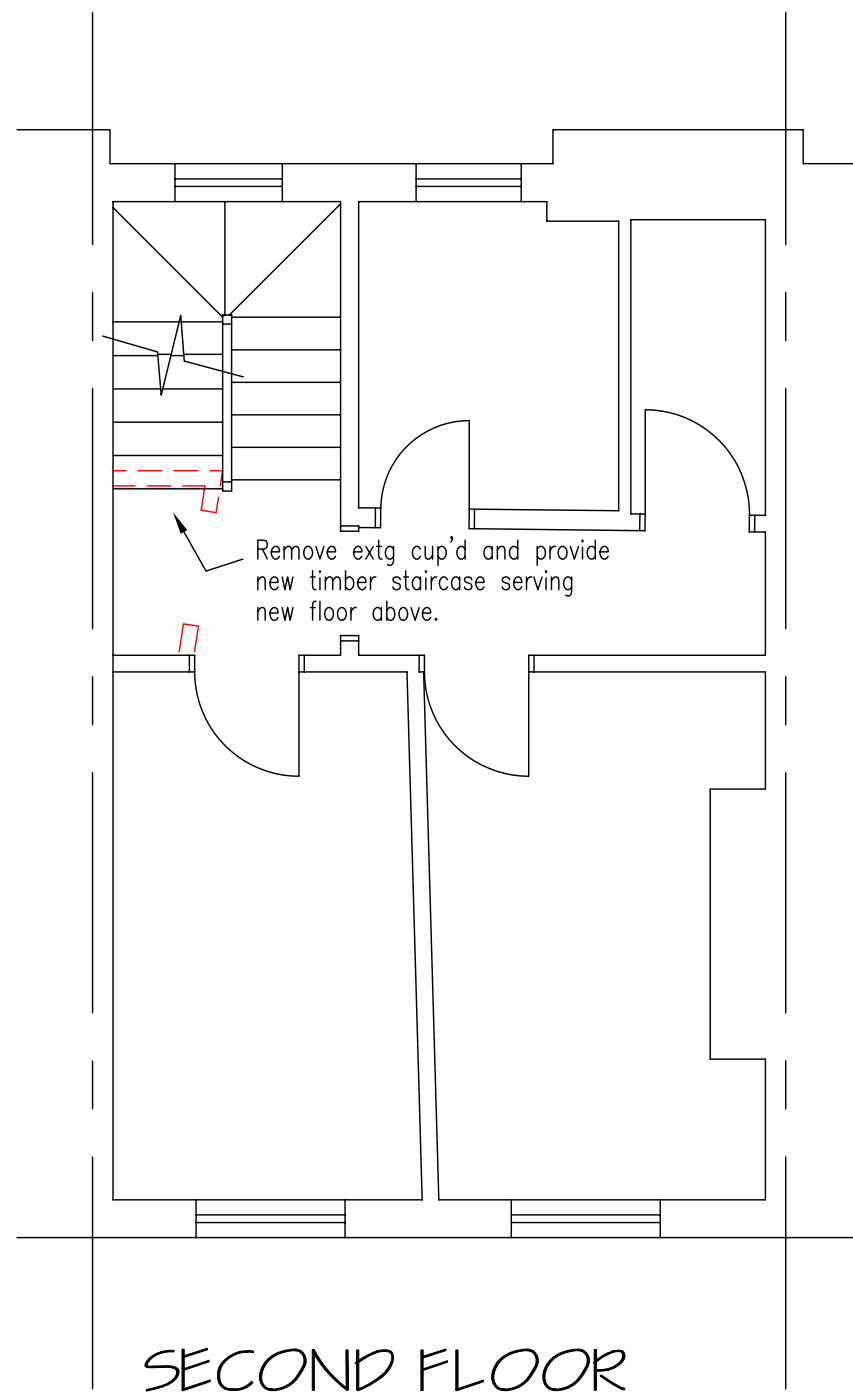 Remove extg cup'd and provide
new timber staircase serving
new floor above.
SECOND FLOOR